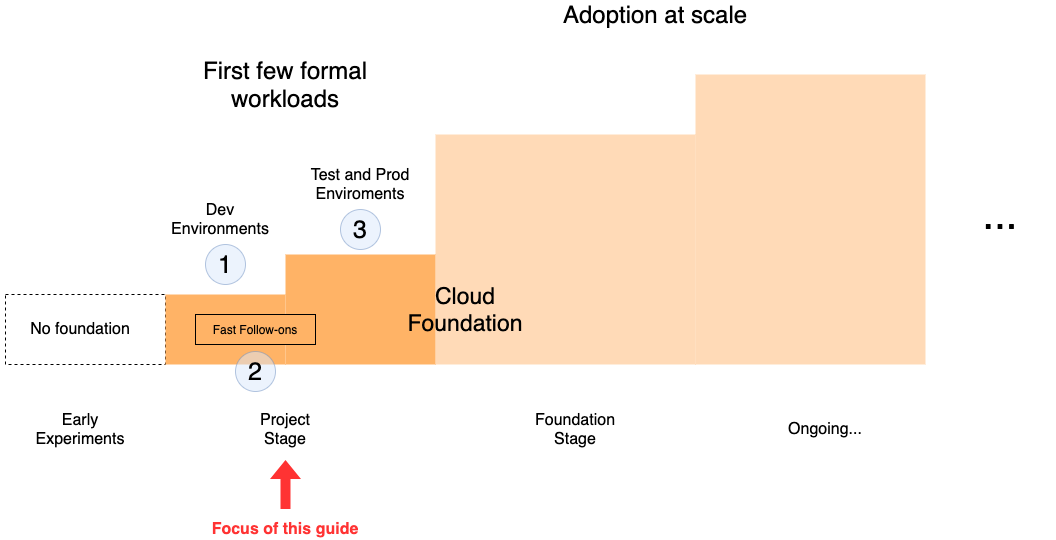 Adoption at scale
First few formal
workloads
Test and Prod
Enviroments
Dev
Environments
3
1
...
Cloud
Foundation
No foundation
Fast Follow-ons
2
Early
Experiments
Project
Stage
Foundation
Stage
Ongoing...
Focus of this guide